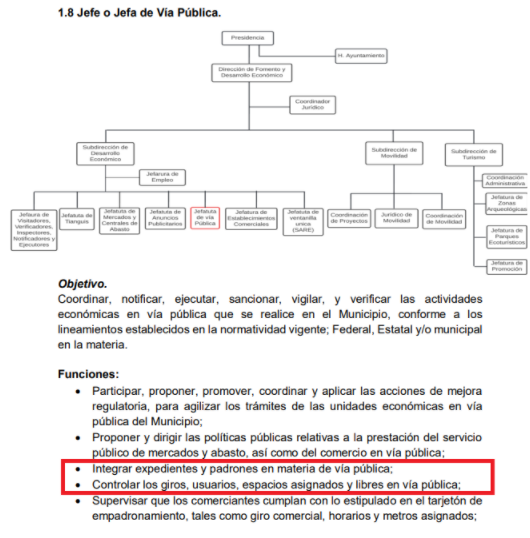 1.8 Jefe o Jefa de Vía Pública.
Presidencia
H. Ayuntamiento
Dirección de Fomento y
Desarrollo Económico
Coordinador
Jurídico
Subdirección de
Desarrollo
Económico
Subdirección de
Movilidad
Subdirección de
Turismo
Jefatura de
Empleo
Jefaura de
Visitadores,
Verificadores,
Inspectores,
Notificadores y
Ejecutores
Jefatuta de
Tianguis
Jefatuta de
Mercados y
Centrales de
Abasto
Jefatuta de
Anuncios
Publicitarios
Jefatuta
de vía
Pública
Jefatura de
Establecimientos
Comerciales
Jefatuta de
ventanilla
unica
(SARE)
Coordinación
de Proyectos
Jurídico de
Movilidad
Coordinación
de Movilidad
Coordinación
Administrativa
Jefatura de
Zonas
Arqueológicas
Jefatura de
Parques
Ecoturísticos
Jefatura de
Promoción
Objetivo.
Coordinar, notificar, ejecutar, sancionar, vigilar, y verificar las actividades
económicas en vía pública que se realice en el Municipio, conforme a los
lineamientos establecidos en la normatividad vigente; Federal, Estatal y/o municipal
en la materia.
Funciones:
• Participar, proponer, promover, coordinar y aplicar las acciones de mejora
regulatoria, para agilizar los trámites de las unidades económicas en vía
pública del Municipio;
• Proponer y dirigir las políticas públicas relativas a la prestación del servicio
público de mercados y abasto, así como del comercio en vía pública;
• Integrar expedientes y padrones en materia de vía pública;
• Controlar los giros, usuarios, espacios asignados y libres en vía pública;
• Supervisar que los comerciantes cumplan con lo estipulado en el tarjetón de
empadronamiento, tales como giro comercial, horarios y metros asignados;